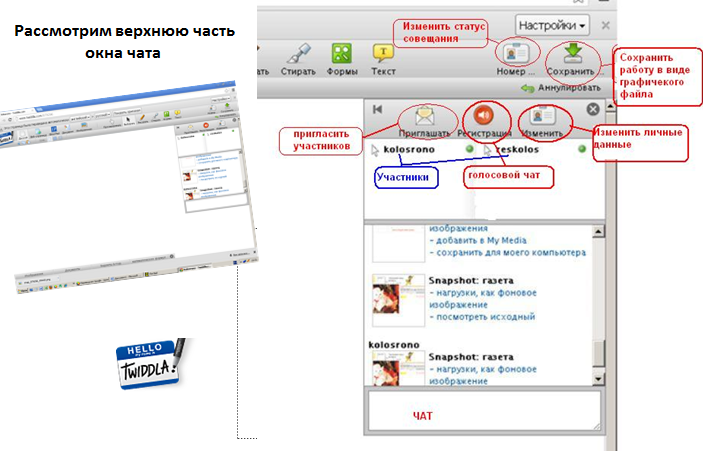 Рассмотрим верхнюю часть
окна чата
HELLO
TWIDDLA!
Изменить статус
совещания
Настройки
ать
Стирать
Формы
Текст
Номер ...
Сохранить ...
Аннулировать
Сохранить
работу в виде
графичекого
файла
пригласить
участников
Приглашать
Регистрация
Изменить
Изменить личные
данные
kolosrono
reskolos
Участники
голосовой чат
изображения
- добавить в My Media
- сохранить для моего компьютера
Snapshot: газета
- нагрузки, как фоновое
изображение
- посмотреть исходный
kolosrono
Snapshot: газета
- нагрузки, как фоновое
изображение
ЧАТ